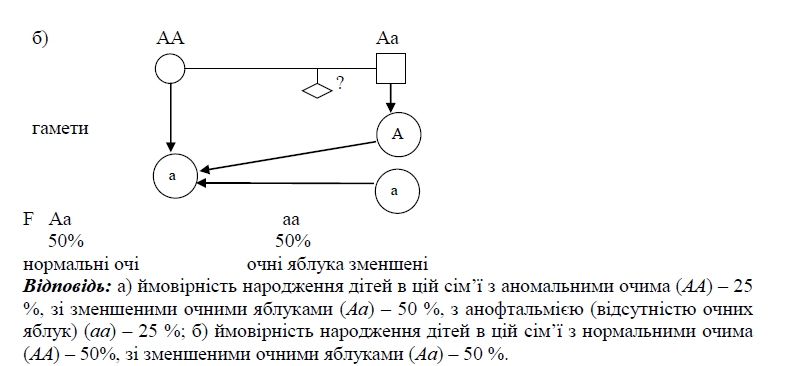 б) АА Аа
?
гамети А
а
а
F Аа аа
50% 50%
нормальні очі очні яблука зменшені
Відповідь: а) ймовірність народження дітей в цій сім’ї з аномальними очима (АА) – 25
%, зі зменшеними очними яблуками (Аа) – 50 %, з анофтальмією (відсутністю очних
яблук) (аа) – 25 %; б) ймовірність народження дітей в цій сім’ї з нормальними очима
(АА) – 50%, зі зменшеними очними яблуками (Аа) – 50 %.